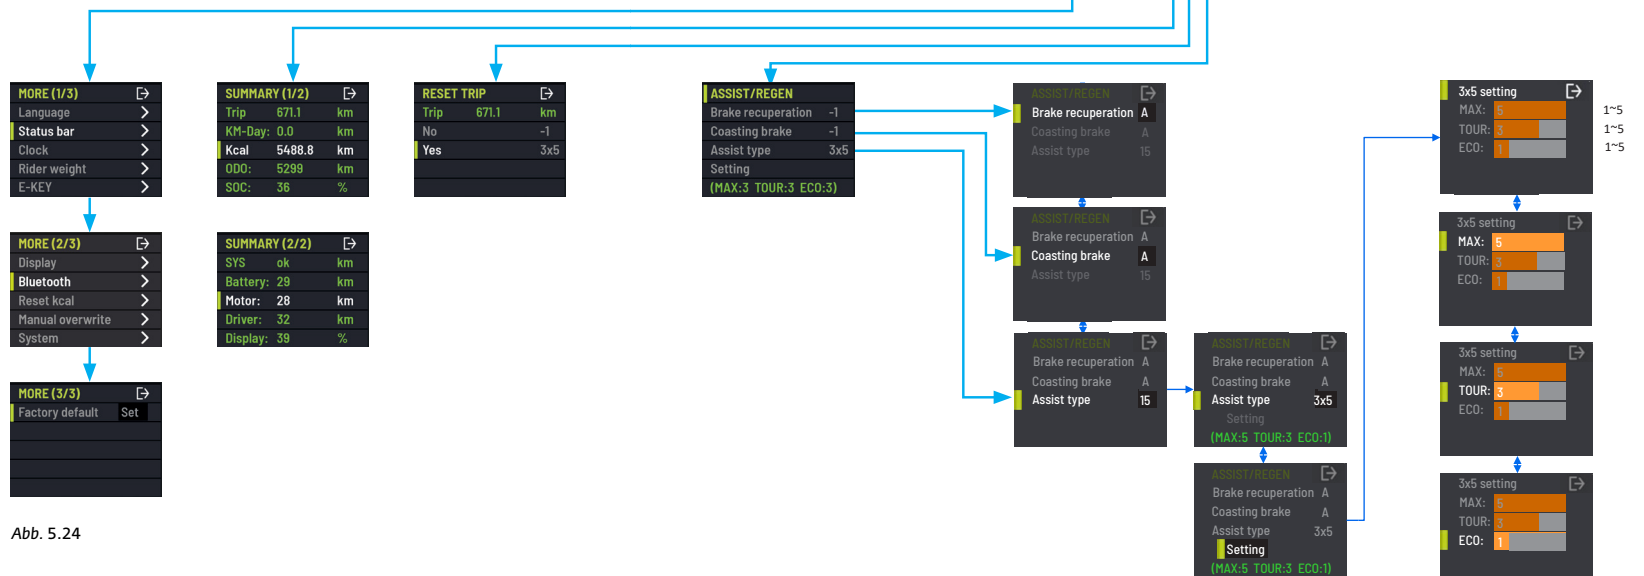 MORE (1/3)
Language
Status bar
Clock
Rider weight
E-KEY
MORE (2/3)
Display
Bluetooth
Reset kcal
Manual overwrite
System
MORE (3/3)
Factory default Set
SUMMARY (1/2)
Trip 671.1 km
KM-Day: 0.0 km
Kcal 5488.8 km
ODO: 5299 km
SOC: 36 %
SUMMARY (2/2)
SYS ok km
Battery: 29 km
Motor: 28 km
Driver: 32 km
Display: 39 %
RESET TRIP
Trip 671.1 km
No -1
Yes 3x5
ASSIST/REGEN
Brake recuperation -1
Coasting brake -1
Assist type 3x5
Setting
(MAX:3 TOUR:3 ECO:3)
ASSIST/REGEN
Brake recuperation A
Coasting brake A
Assist type 15
ASSIST/REGEN
Brake recuperation A
Coasting brake A
Assist type 15
ASSIST/REGEN
Brake recuperation A
Coasting brake A
Assist type 15
ASSIST/REGEN
Brake recuperation A
Coasting brake A
Assist type 3x5
Setting
(MAX:5 TOUR:3 ECO:1)
ASSIST/REGEN
Brake recuperation A
Coasting brake A
Assist type 3x5
Setting
(MAX:5 TOUR:3 ECO:1)
3x5 setting
MAX: 5 1~5
TOUR: 3 1~5
ECO: 1 1~5
3x5 setting
MAX: 5
TOUR: 3
ECO: 1
3x5 setting
MAX: 5
TOUR: 3
ECO: 1
3x5 setting
MAX: 5
TOUR: 3
ECO: 1
Abb. 5.24